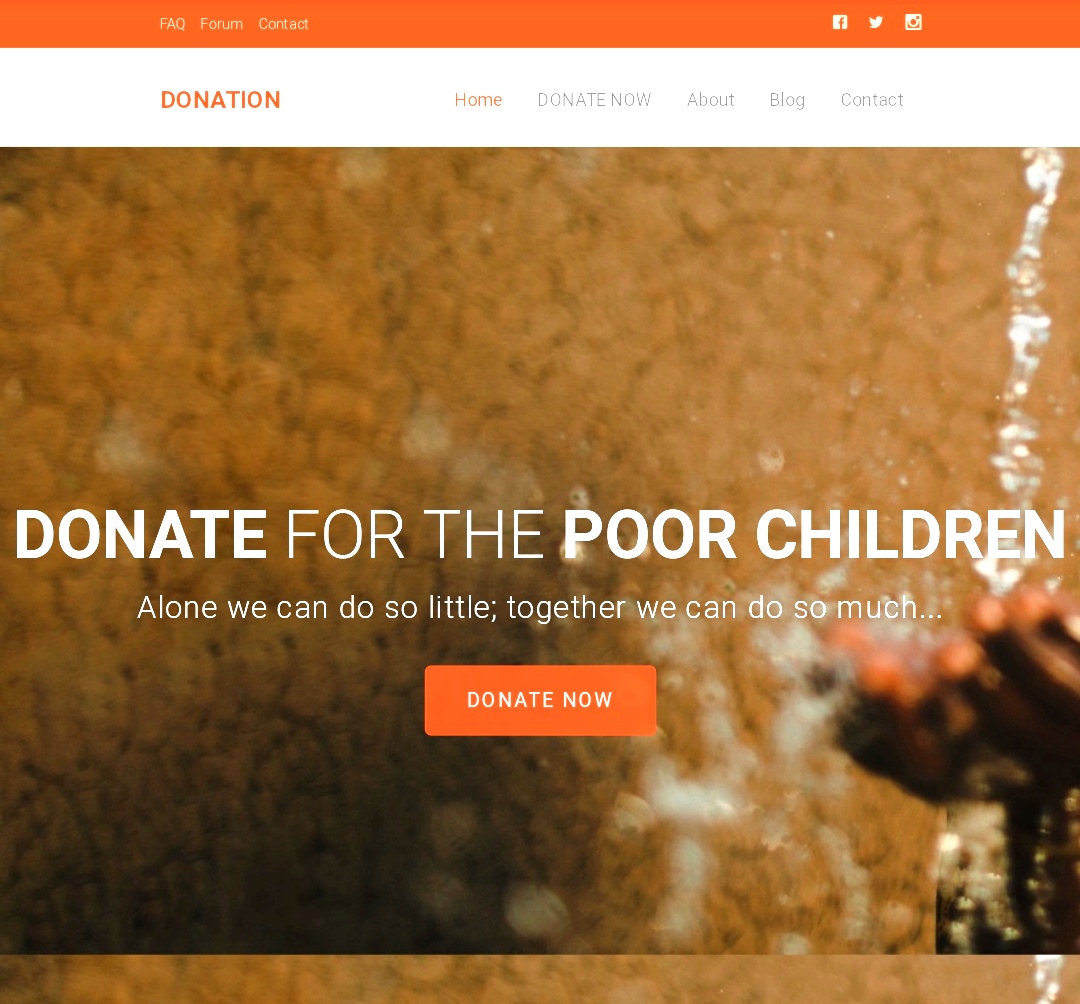 FAQ Forum Contact
DONATION
Home DONATE NOW About Blog Contact
DONATE FOR THE POOR CHILDREN
Alone we can do so little; together we can do so much...
DONATE NOW